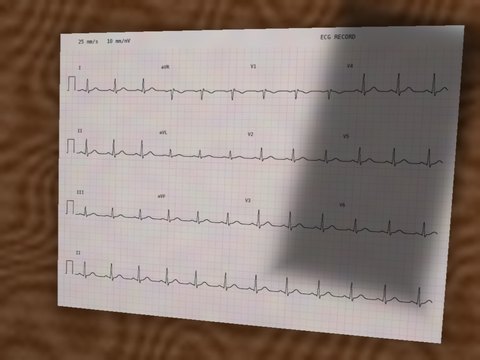 25 mm/s 10 mm/mV ECG RECORD
I aVR V1 V4
II aVL V2 V5
III aVF V3 V6
II